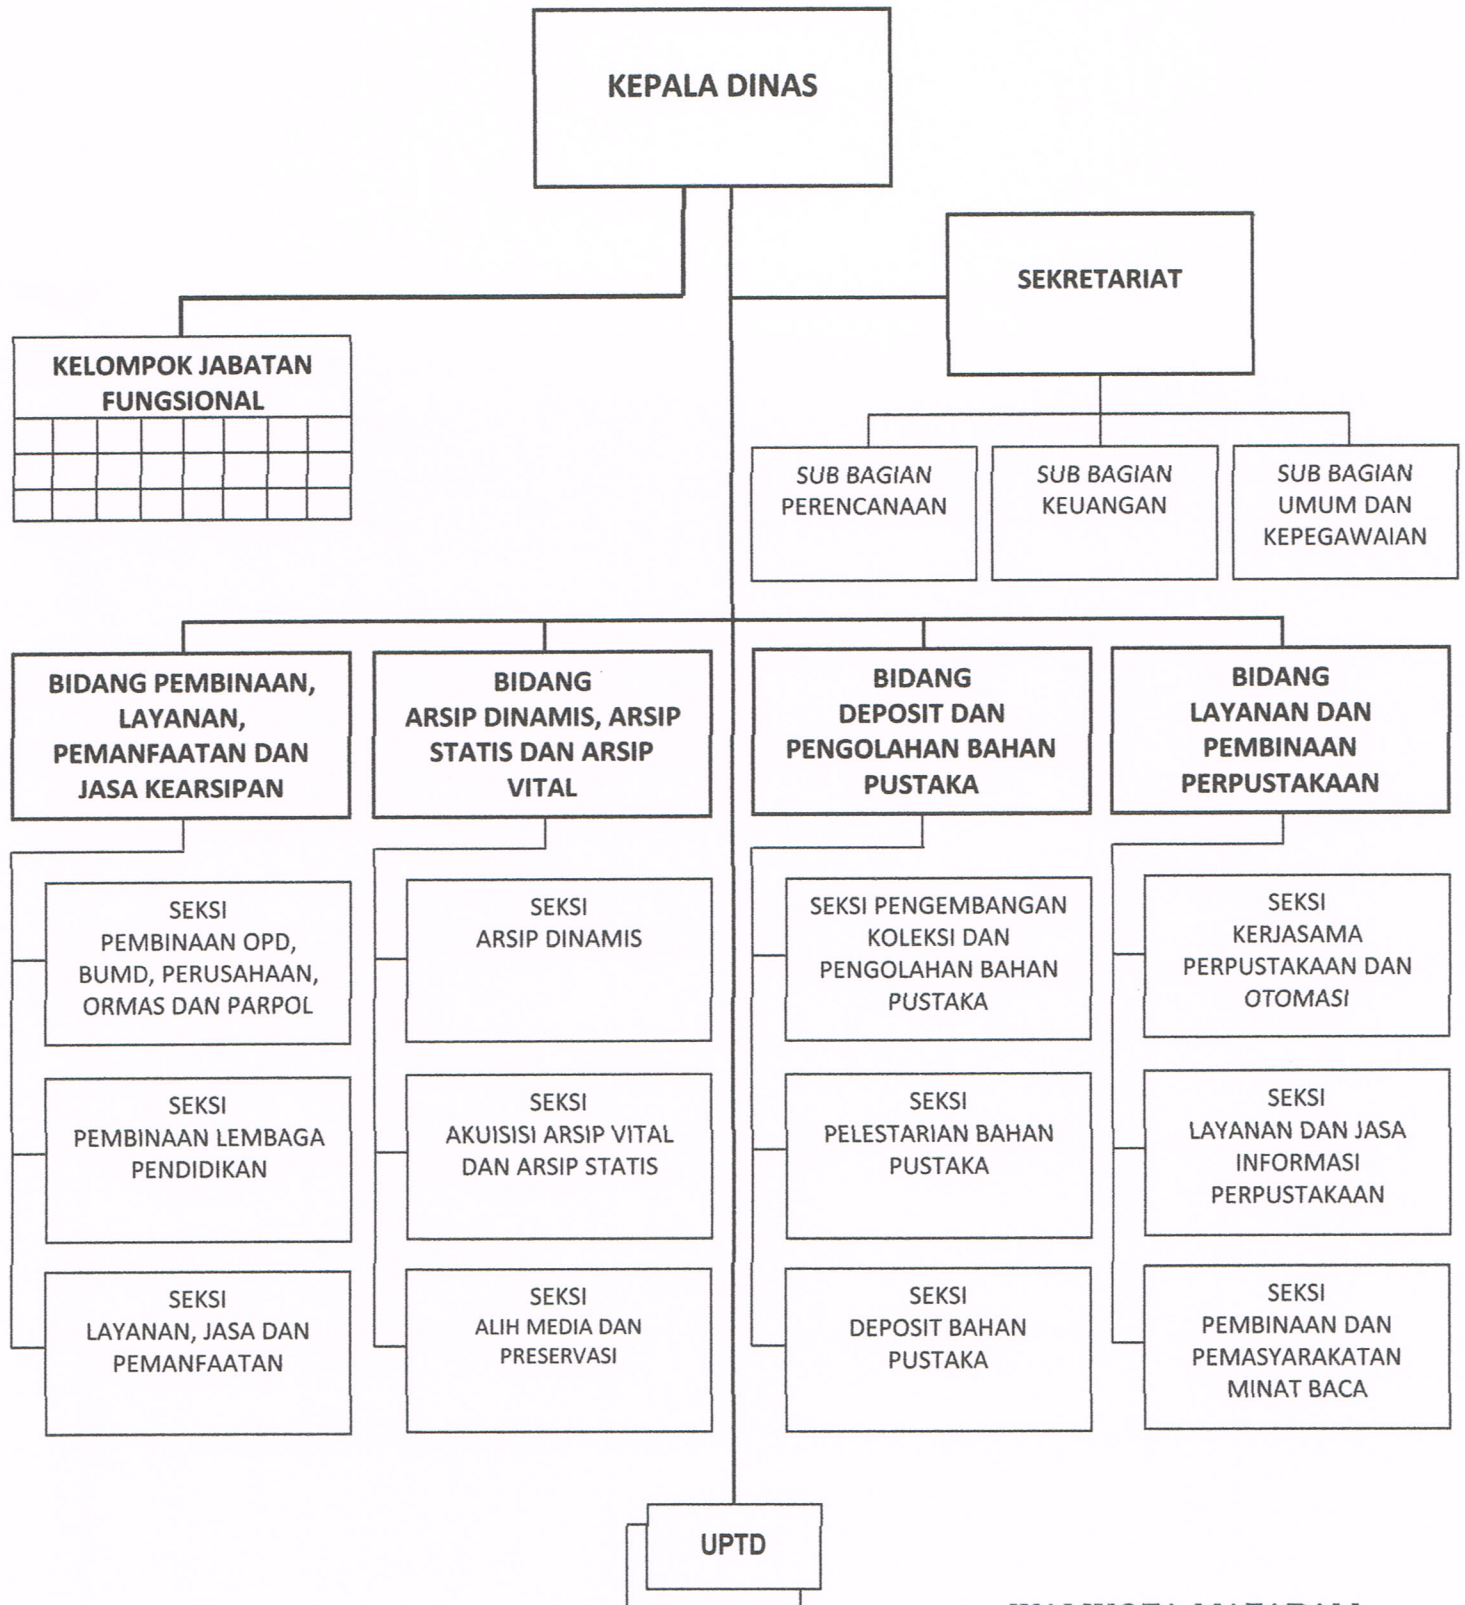 KEPALA DINAS
SEKRETARIAT
KELOMPOK JABATAN
FUNGSIONAL
SUB BAGIAN
PERENCANAAN
SUB BAGIAN
KEUANGAN
SUB BAGIAN
UMUM DAN
KEPEGAWAIAN
BIDANG PEMBINAAN,
LAYANAN,
PEMANFAATAN DAN
JASA KEARSIPAN
BIDANG
ARSIP DINAMIS, ARSIP
STATIS DAN ARSIP
VITAL
BIDANG
DEPOSIT DAN
PENGOLAHAN BAHAN
PUSTAKA
BIDANG
LAYANAN DAN
PEMBINAAN
PERPUSTAKAAN
SEKSI
PEMBINAAN OPD,
BUMD, PERUSAHAAN,
ORMAS DAN PARPOL
SEKSI
ARSIP DINAMIS
SEKSI PENGEMBANGAN
KOLEKSI DAN
PENGOLAHAN BAHAN
PUSTAKA
SEKSI
KERJASAMA
PERPUSTAKAAN DAN
OTOMASI
SEKSI
PEMBINAAN LEMBAGA
PENDIDIKAN
SEKSI
AKUISISI ARSIP VITAL
DAN ARSIP STATIS
SEKSI
PELESTARIAN BAHAN
PUSTAKA
SEKSI
LAYANAN DAN JASA
INFORMASI
PERPUSTAKAAN
SEKSI
LAYANAN, JASA DAN
PEMANFAATAN
SEKSI
ALIH MEDIA DAN
PRESERVASI
SEKSI
DEPOSIT BAHAN
PUSTAKA
SEKSI
PEMBINAAN DAN
PEMASYARAKATAN
MINAT BACA
UPTD